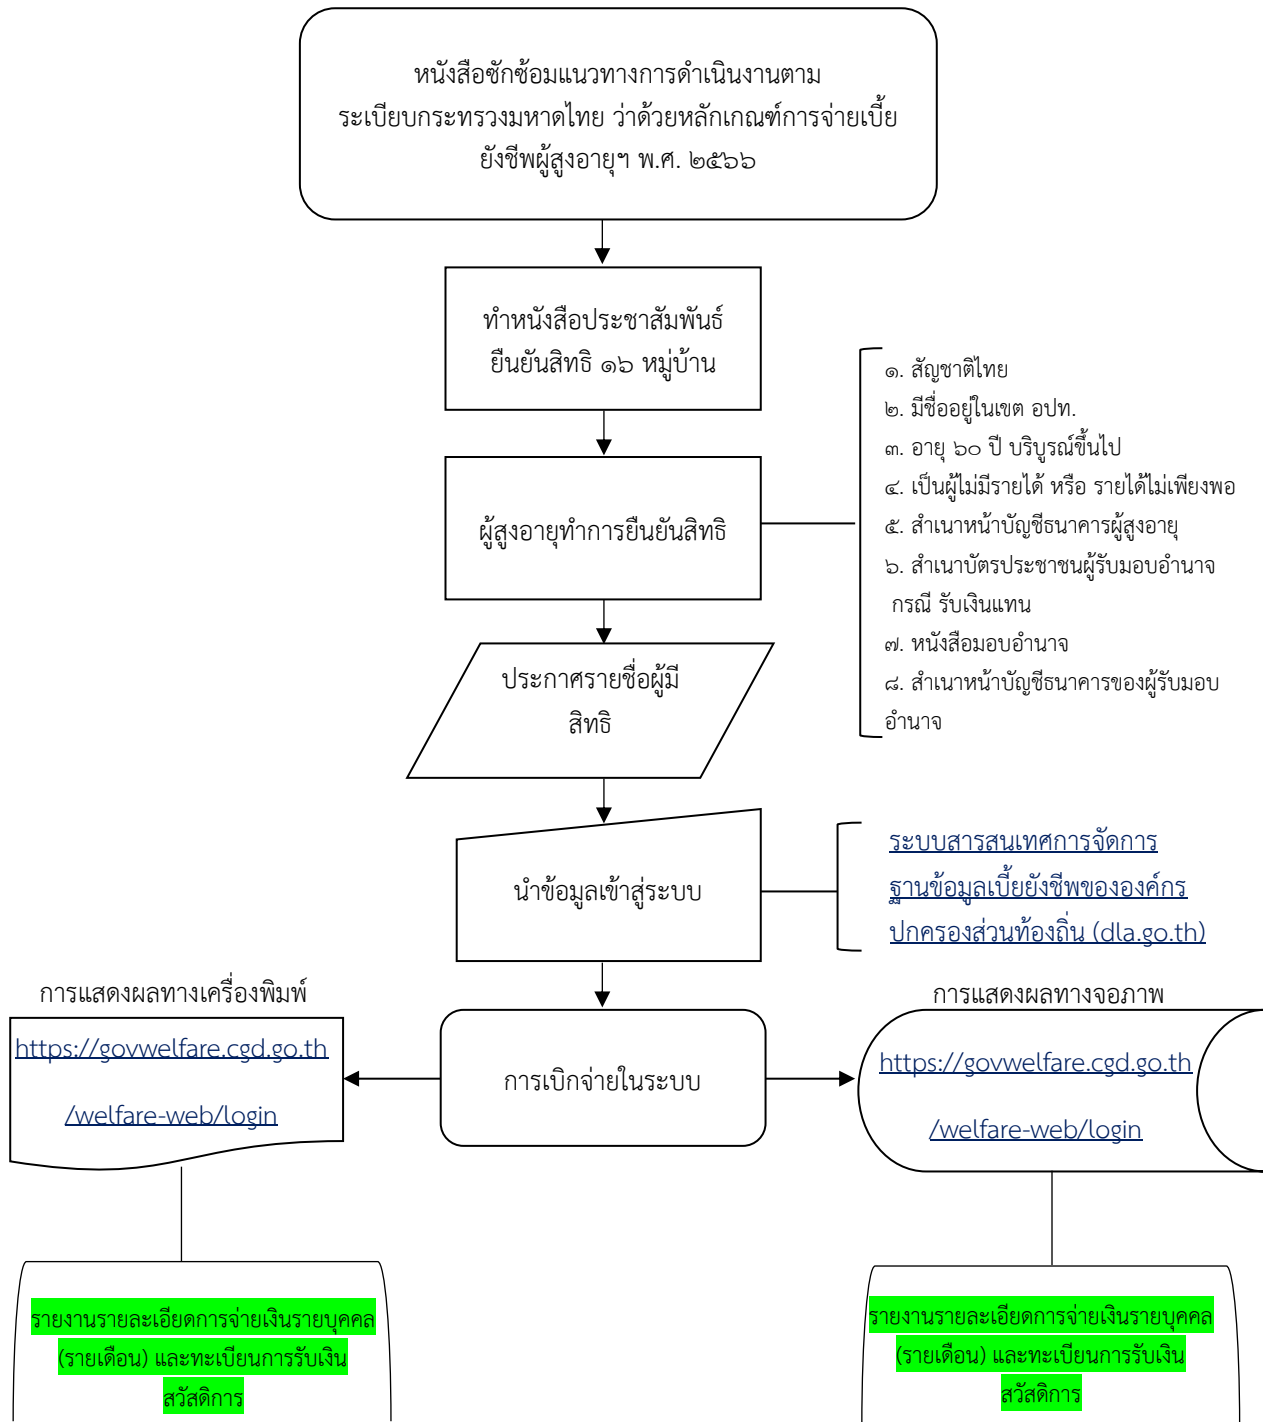 หนังสือซักซ้อมแนวทางการดำเนินงานตาม
ระเบียบกระทรวงมหาดไทย ว่าด้วยหลักเกณฑ์การจ่ายเบี้ย
ยังชีพผู้สูงอายุฯ พ.ศ. ๒๕๖๖
ทำหนังสือประชาสัมพันธ์
ยืนยันสิทธิ ๑๖ หมู่บ้าน
ผู้สูงอายุทำการยืนยันสิทธิ
๑. สัญชาติไทย
๒. มีชื่ออยู่ในเขต อปท.
๓. อายุ ๖๐ ปี บริบูรณ์ขึ้นไป
๔. เป็นผู้ไม่มีรายได้ หรือ รายได้ไม่เพียงพอ
๕. สำเนาหน้าบัญชีธนาคารผู้สูงอายุ
๖. สำเนาบัตรประชาชนผู้รับมอบอำนาจ
กรณี รับเงินแทน
๗. หนังสือมอบอำนาจ
๘. สำเนาหน้าบัญชีธนาคารของผู้รับมอบ
อำนาจ
ประกาศรายชื่อผู้มี
สิทธิ
นำข้อมูลเข้าสู่ระบบ
ระบบสารสนเทศการจัดการ
ฐานข้อมูลเบี้ยยังชีพขององค์กร
ปกครองส่วนท้องถิ่น (dla.go.th)
การเบิกจ่ายในระบบ
การแสดงผลทางเครื่องพิมพ์
https://govwelfare.cgd.go.th
/welfare-web/login
การแสดงผลทางจอภาพ
https://govwelfare.cgd.go.th
/welfare-web/login
รายงานรายละเอียดการจ่ายเงินรายบุคคล
(รายเดือน) และทะเบียนการรับเงิน
สวัสดิการ
รายงานรายละเอียดการจ่ายเงินรายบุคคล
(รายเดือน) และทะเบียนการรับเงิน
สวัสดิการ